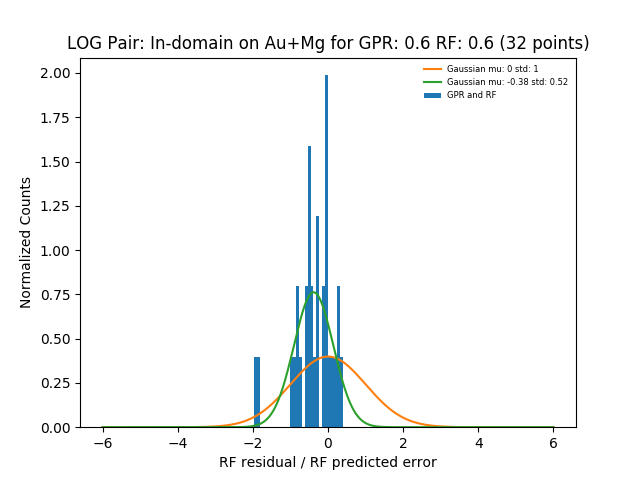 LOG Pair: In-domain on Au+Mg for GPR: 0.6 RF: 0.6 (32 points)
Gaussian mu: 0 std: 1
Gaussian mu: -0.38 std: 0.52
GPR and RF
Normalized Counts
2.00
1.75
1.50
1.25
1.00
0.75
0.50
0.25
0.00
−6 −4 −2 0 2 4 6
RF residual / RF predicted error